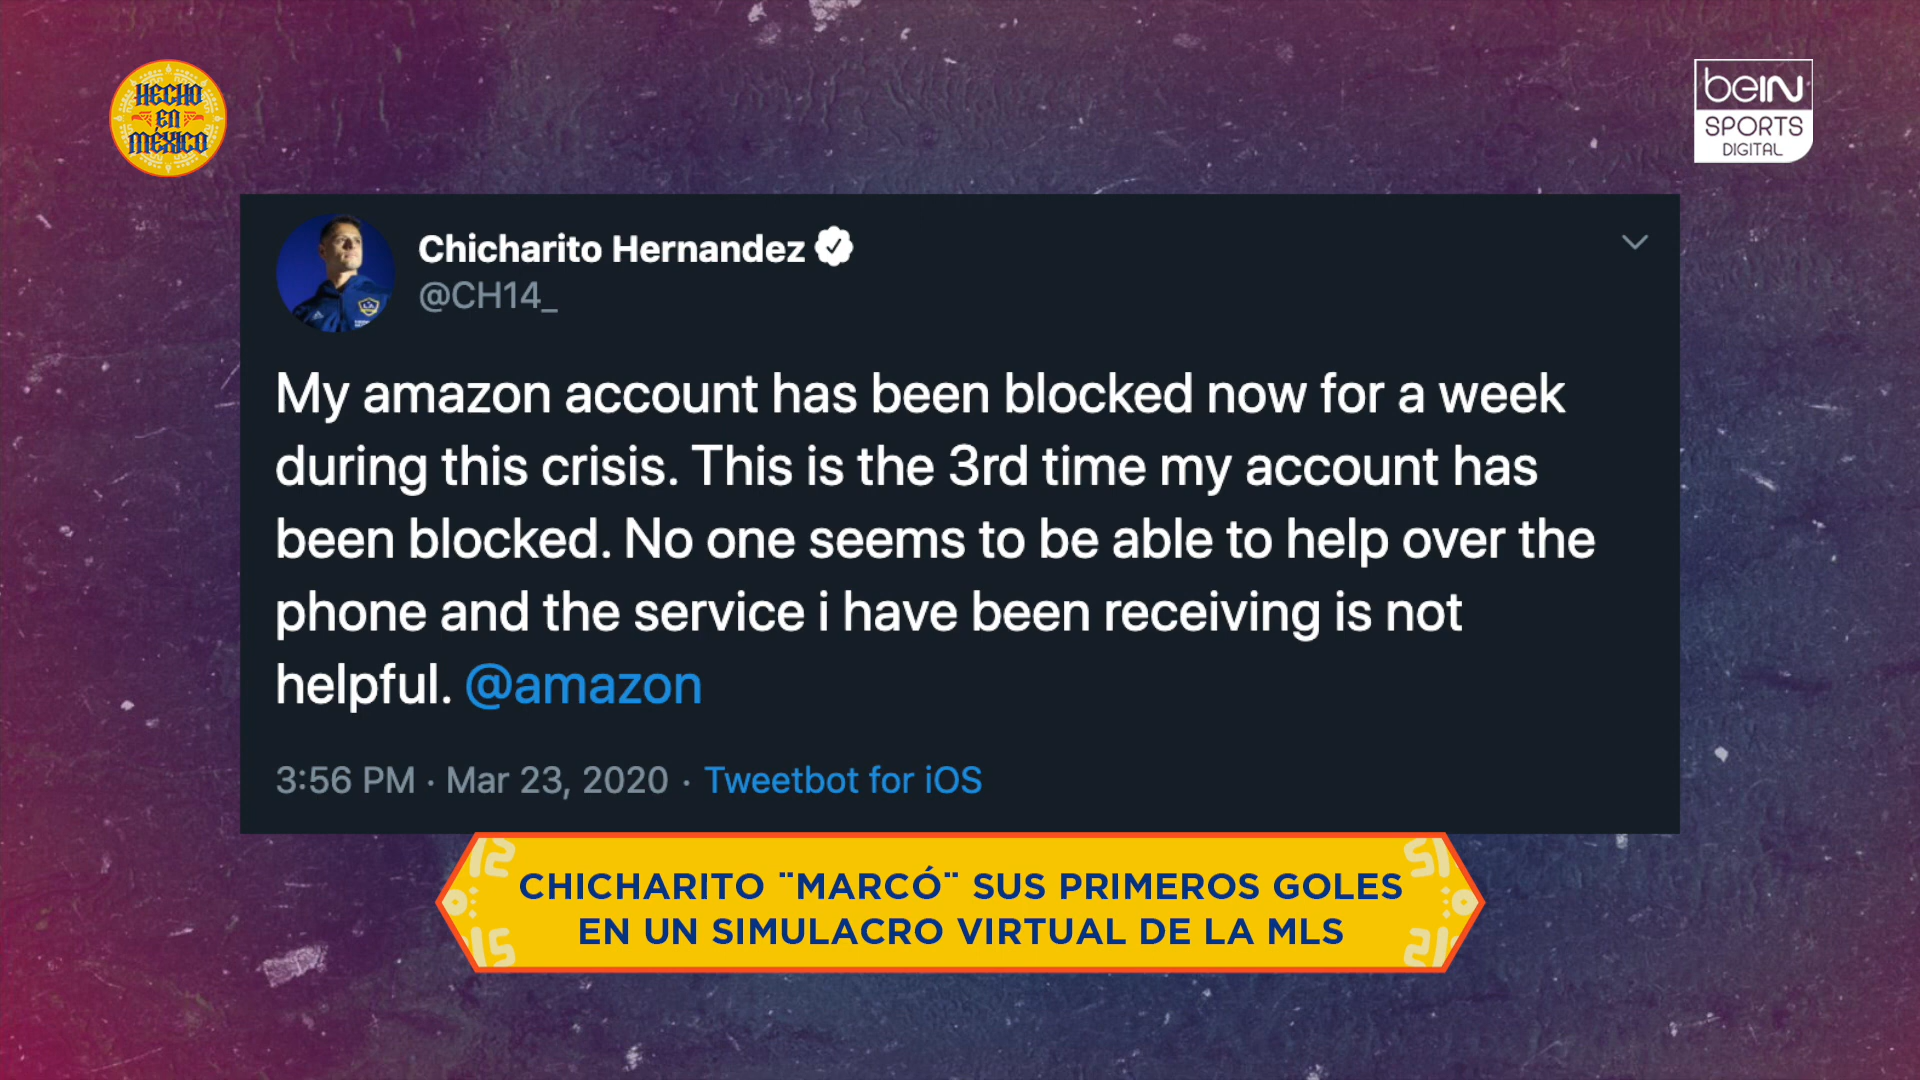 HECHO
EN
MÉXICO
beIN
SPORTS
DIGITAL
Chicharito Hernandez
@CH14_
My amazon account has been blocked now for a week
during this crisis. This is the 3rd time my account has
been blocked. No one seems to be able to help over the
phone and the service i have been receiving is not
helpful. @amazon
3:56 PM · Mar 23, 2020 · Tweetbot for iOS
CHICHARITO ¨MARCÓ¨ SUS PRIMEROS GOLES
EN UN SIMULACRO VIRTUAL DE LA MLS